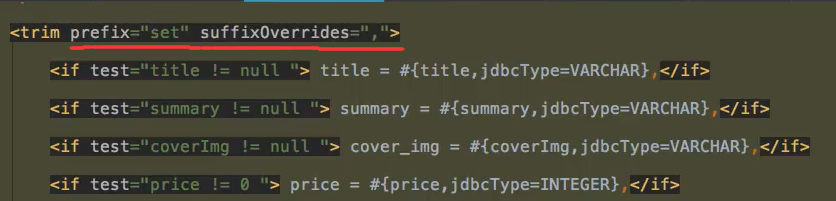 <trim prefix="set" suffixOverrides=",">
<if test="title != null "> title = #{title,jdbcType=VARCHAR},</if>
<if test="summary != null "> summary = #{summary,jdbcType=VARCHAR},</if>
<if test="coverImg != null "> cover_img = #{coverImg,jdbcType=VARCHAR},</if>
<if test="price != 0 "> price = #{price,jdbcType=INTEGER},</if>